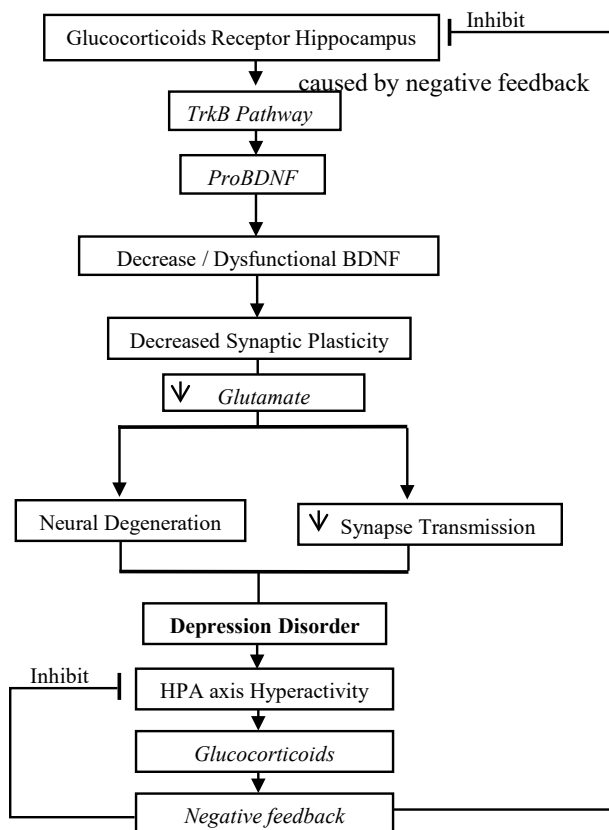 Inhibit
Glucocorticoids Receptor Hippocampus
caused by negative feedback
TrkB Pathway
ProBDNF
Decrease / Dysfunctional BDNF
Decreased Synaptic Plasticity
Glutamate
Neural Degeneration
Synapse Transmission
Depression Disorder
Inhibit
HPA axis Hyperactivity
Glucocorticoids
Negative feedback